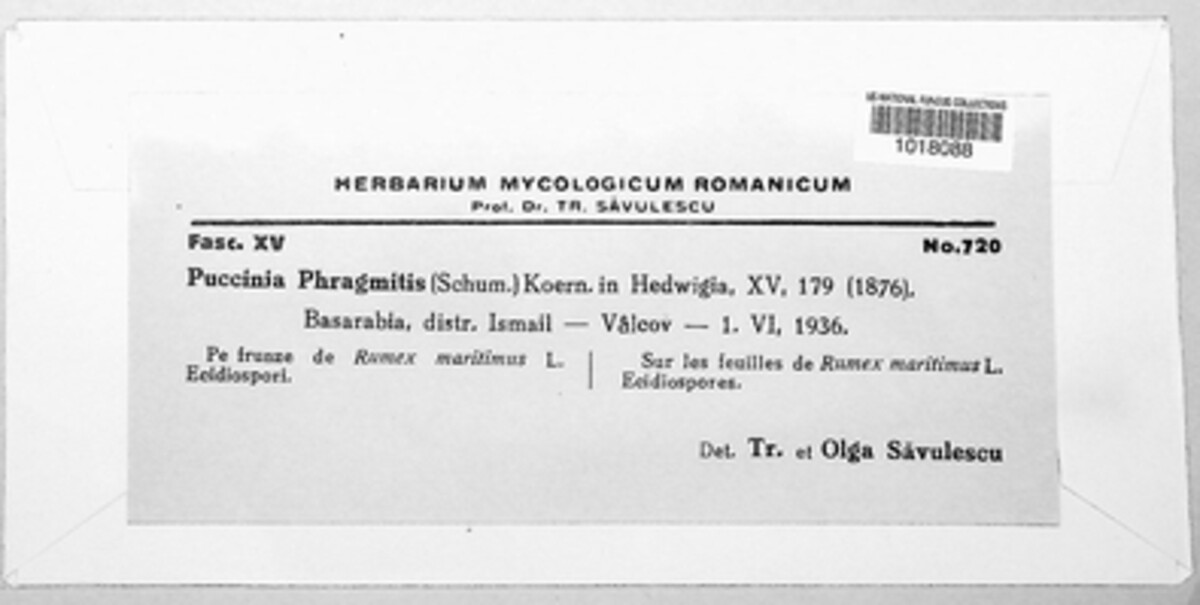 US NATIONAL FUNGUS COLLECTIONS
1018088
HERBARIUM MYCOLOGICUM ROMANICUM
Prof. Dr. TR. SĂVULESCU
Fasc. XV No.720
Puccinia Phragmitis (Schum.) Koern. in Hedwigia, XV, 179 (1876).
Basarabia, distr. Ismail — Vâlcov — 1. VI, 1936.
Pe frunze de Rumex maritimus L.
Ecidiospori.
Sur les feuilles de Rumex maritimus L.
Ecidiospores.
Det. Tr. et Olga Săvulescu